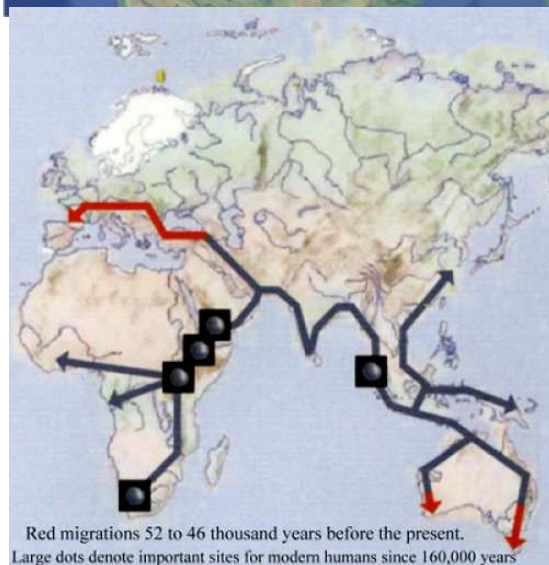 Red migrations 52 to 46 thousand years before the present.
Large dots denote important sites for modern humans since 160,000 years